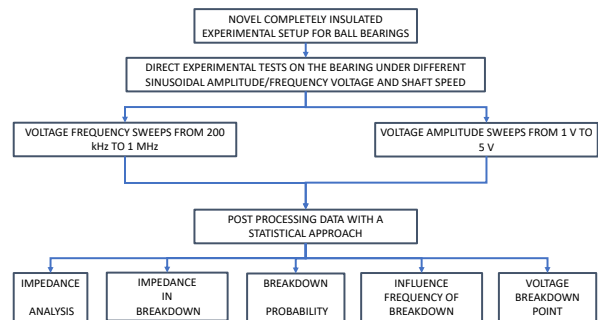 NOVEL COMPLETELY INSULATED
EXPERIMENTAL SETUP FOR BALL BEARINGS
DIRECT EXPERIMENTAL TESTS ON THE BEARING UNDER DIFFERENT
SINUSOIDAL AMPLITUDE/FREQUENCY VOLTAGE AND SHAFT SPEED
VOLTAGE FREQUENCY SWEEPS FROM 200
kHz TO 1 MHz
VOLTAGE AMPLITUDE SWEEPS FROM 1 V TO
5 V
POST PROCESSING DATA WITH A
STATISTICAL APPROACH
IMPEDANCE
ANALYSIS
IMPEDANCE
IN
BREAKDOWN
BREAKDOWN
PROBABILITY
INFLUENCE
FREQUENCY OF
BREAKDOWN
VOLTAGE
BREAKDOWN
POINT